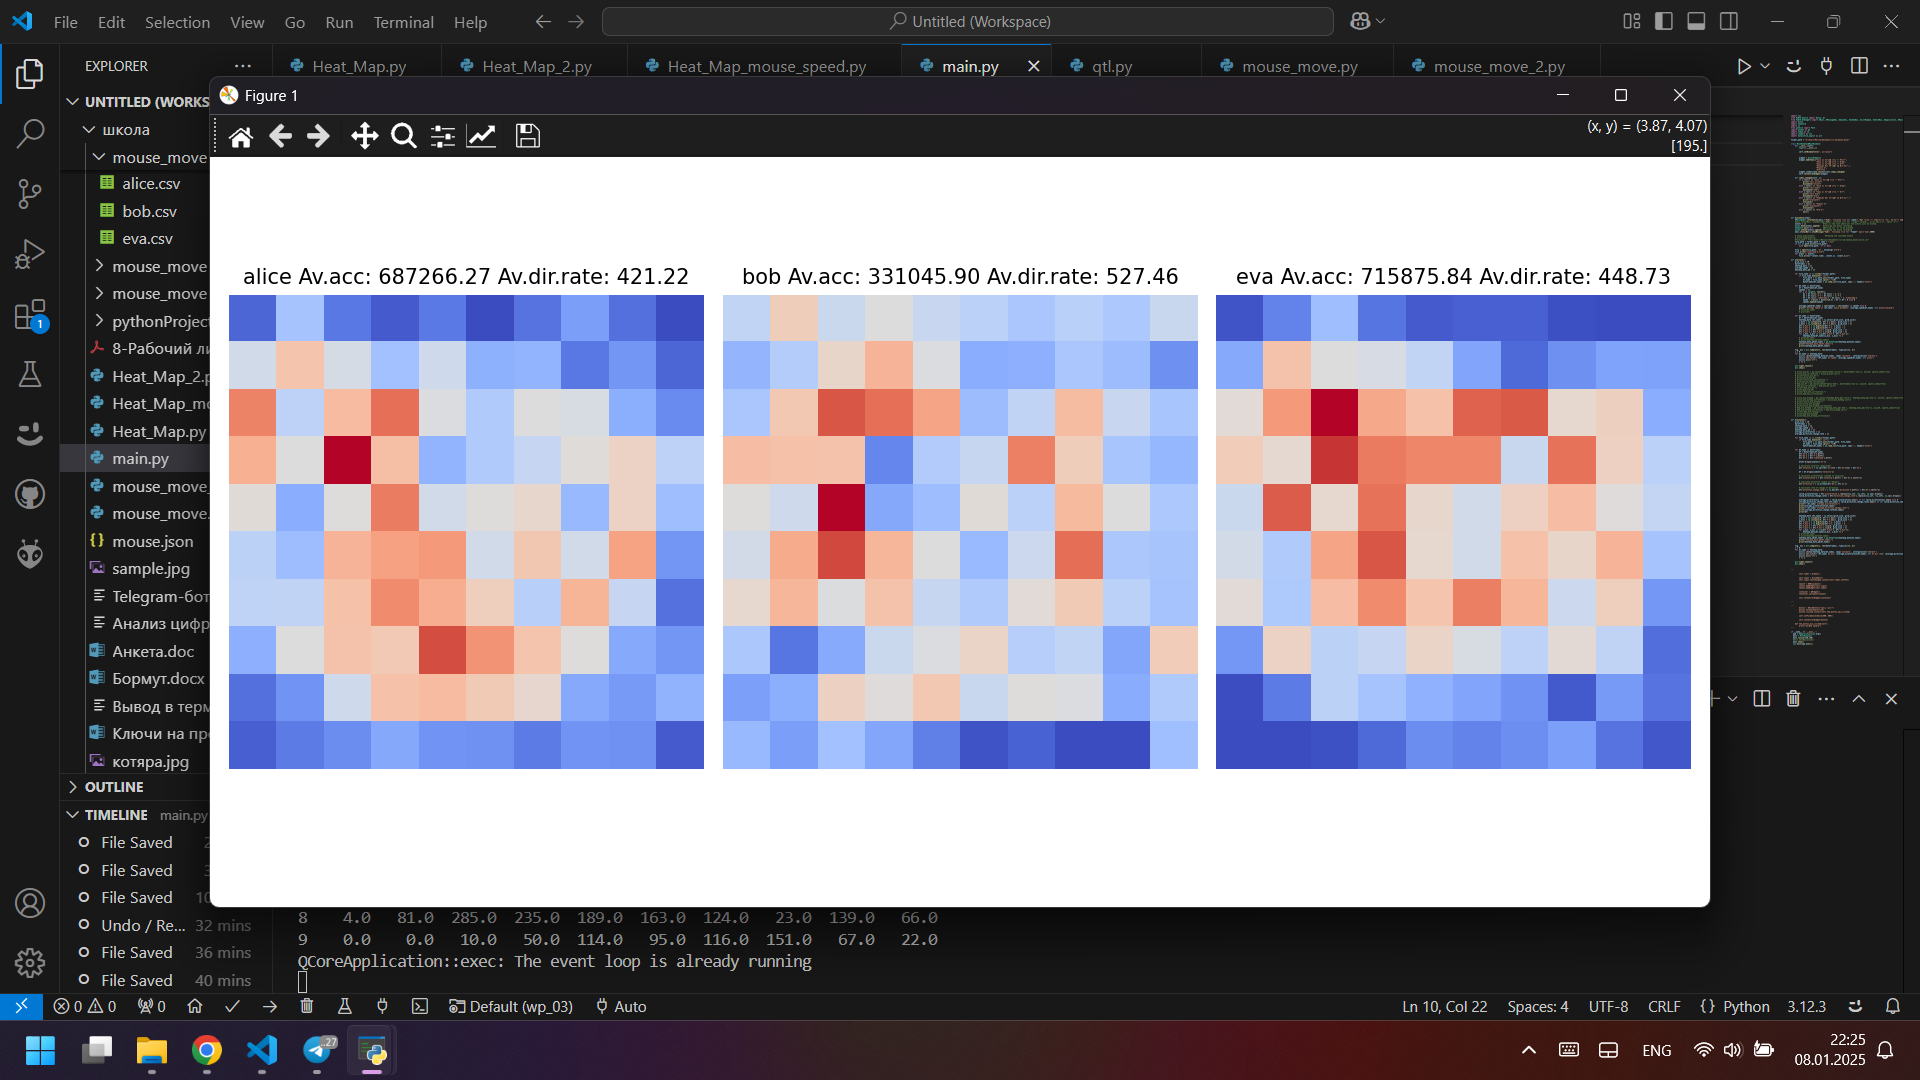 File Edit Selection View Go Run Terminal Help
Untitled (Workspace)
EXPLORER
Heat_Map.py
Heat_Map_2.py
Heat_Map_mouse_speed.py
main.py
qtl.py
mouse_move.py
mouse_move_2.py
UNTITLED (WORKS
школа
mouse_move
alice.csv
bob.csv
eva.csv
mouse_move
mouse_move
pythonProject
8-Рабочий ли
Heat_Map_2.p
Heat_Map_mo
Heat_Map.py
main.py
mouse_move_
mouse_move.
mouse.json
sample.jpg
Telegram-бот
Анализ цифр
Анкета.doc
Бормут.docx
Вывод в терм
Ключи на пр
котяра.jpg
OUTLINE
TIMELINE main.py
File Saved
File Saved
File Saved 10
Undo / Re... 32 mins
File Saved 36 mins
File Saved 40 mins
1
Figure 1
(x, y) = (3.87, 4.07)
[195.]
alice Av.acc: 687266.27 Av.dir.rate: 421.22
bob Av.acc: 331045.90 Av.dir.rate: 527.46
eva Av.acc: 715875.84 Av.dir.rate: 448.73
8 4.0 81.0 285.0 235.0 189.0 163.0 124.0 23.0 139.0 66.0
9 0.0 0.0 10.0 50.0 114.0 95.0 116.0 151.0 67.0 22.0
QCoreApplication::exec: The event loop is already running
0 0 0 Default (wp_03) Auto
Ln 10, Col 22 Spaces: 4 UTF-8 CRLF Python 3.12.3
.27
ENG
22:25
08.01.2025